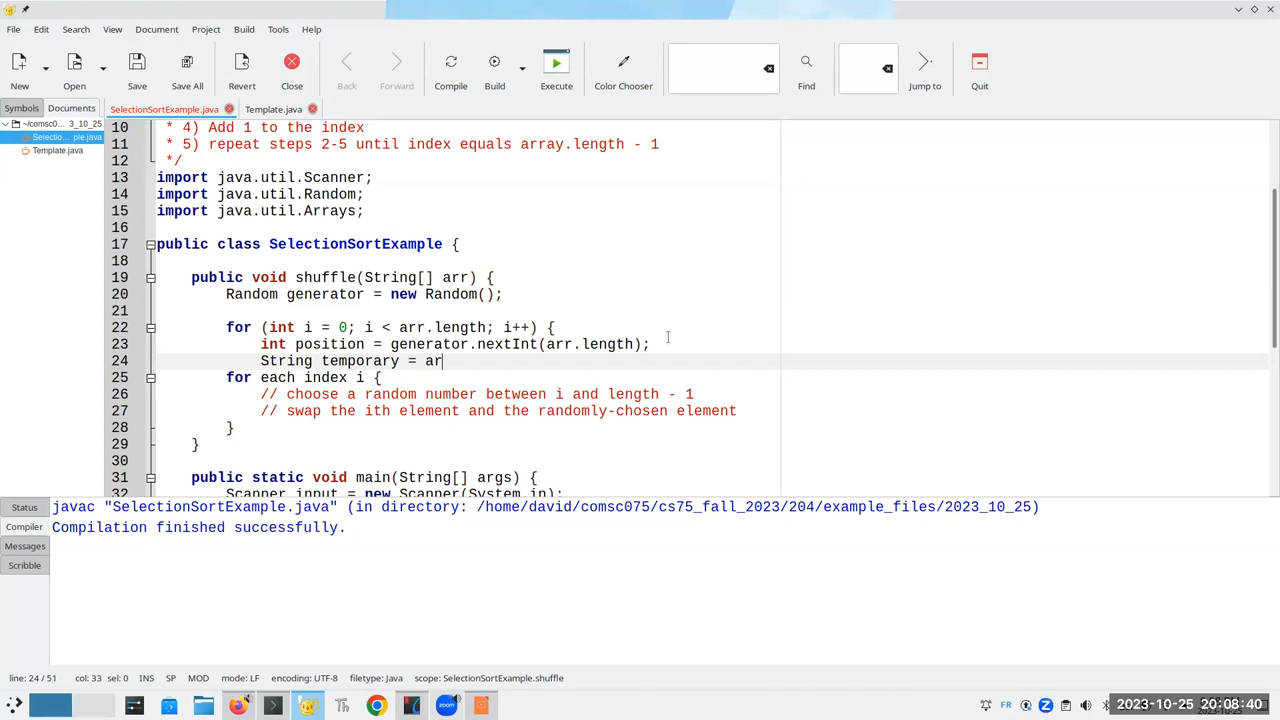 File Edit Search View Document Project Build Tools Help
New Open Save Save All Revert Close Back Forward Compile Build Execute Color Chooser Find Jump to Quit
Symbols Documents SelectionSortExample.java Template.java
~/comsc0... 3_10_25
Selectio... ple.java
Template.java
10 * 4) Add 1 to the index
11 * 5) repeat steps 2-5 until index equals array.length - 1
12 */
13 import java.util.Scanner;
14 import java.util.Random;
15 import java.util.Arrays;
16
17 public class SelectionSortExample {
18
19 public void shuffle(String[] arr) {
20 Random generator = new Random();
21
22 for (int i = 0; i < arr.length; i++) {
23 int position = generator.nextInt(arr.length);
24 String temporary = ar
25 for each index i {
26 // choose a random number between i and length - 1
27 // swap the ith element and the randomly-chosen element
28 }
29 }
30
31 public static void main(String[] args) {
32 Scanner input = new Scanner(System.in);
Status
Compiler
Messages
Scribble
javac "SelectionSortExample.java" (in directory: /home/david/comsc075/cs75_fall_2023/204/example_files/2023_10_25)
Compilation finished successfully.
line: 24 / 51 col: 33 sel: 0 INS SP MOD mode: LF encoding: UTF-8 filetype: Java scope: SelectionSortExample.shuffle
Th zoom FR 2023-10-25 20:08:40